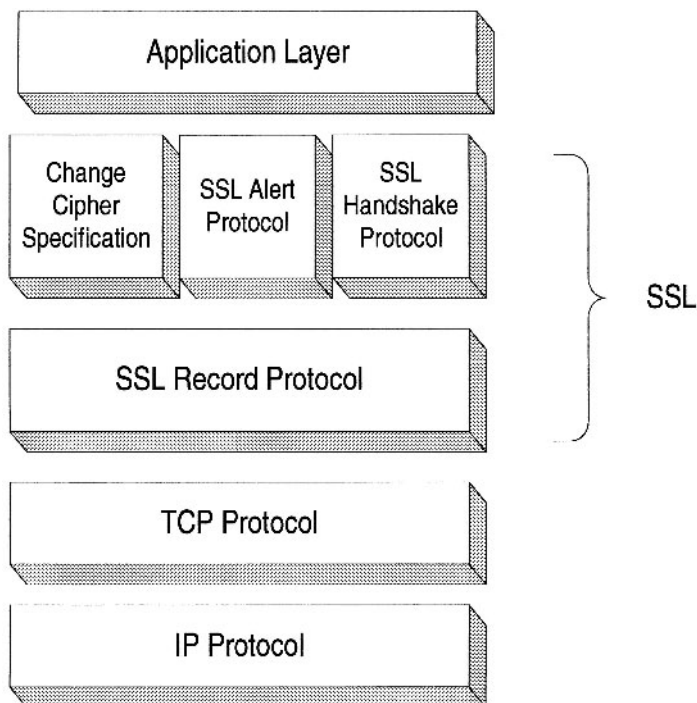 Application Layer
Change
Cipher
Specification
SSL Alert
Protocol
SSL
Handshake
Protocol
SSL
SSL Record Protocol
TCP Protocol
IP Protocol